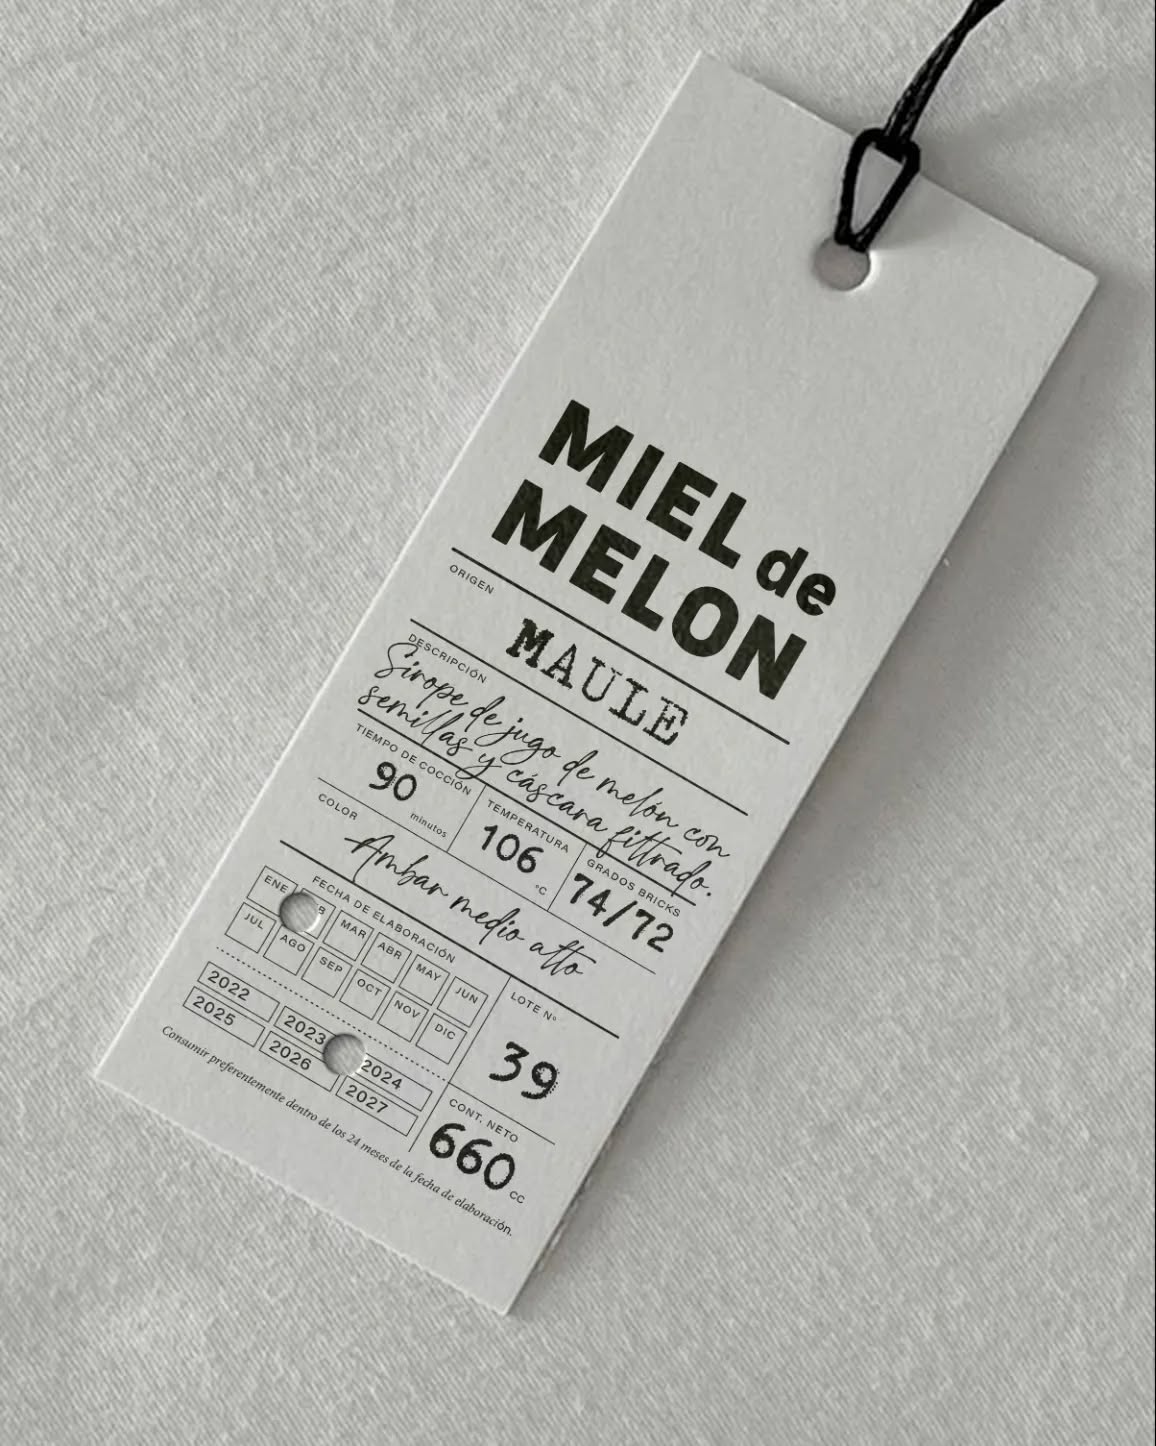 MIEL de
MELON
ORIGEN
MAULE
DESCRIPCIÓN
Sirope de jugo de melón con
semillas y cáscara filtrado.
TIEMPO DE COCCIÓN
90
minutos
TEMPERATURA
106
°C
GRADOS BRICKS
74/72
COLOR
Ambar medio alto
FECHA DE ELABORACIÓN
ENE B MAR ABR MAY JUN
JUL AGO SEP OCT NOV DIC
2022 2023 2024
2025 2026 2027
LOTE Nº
39
CONT. NETO
660
CC
Consumir preferentemente dentro de los 24 meses de la fecha de elaboración.